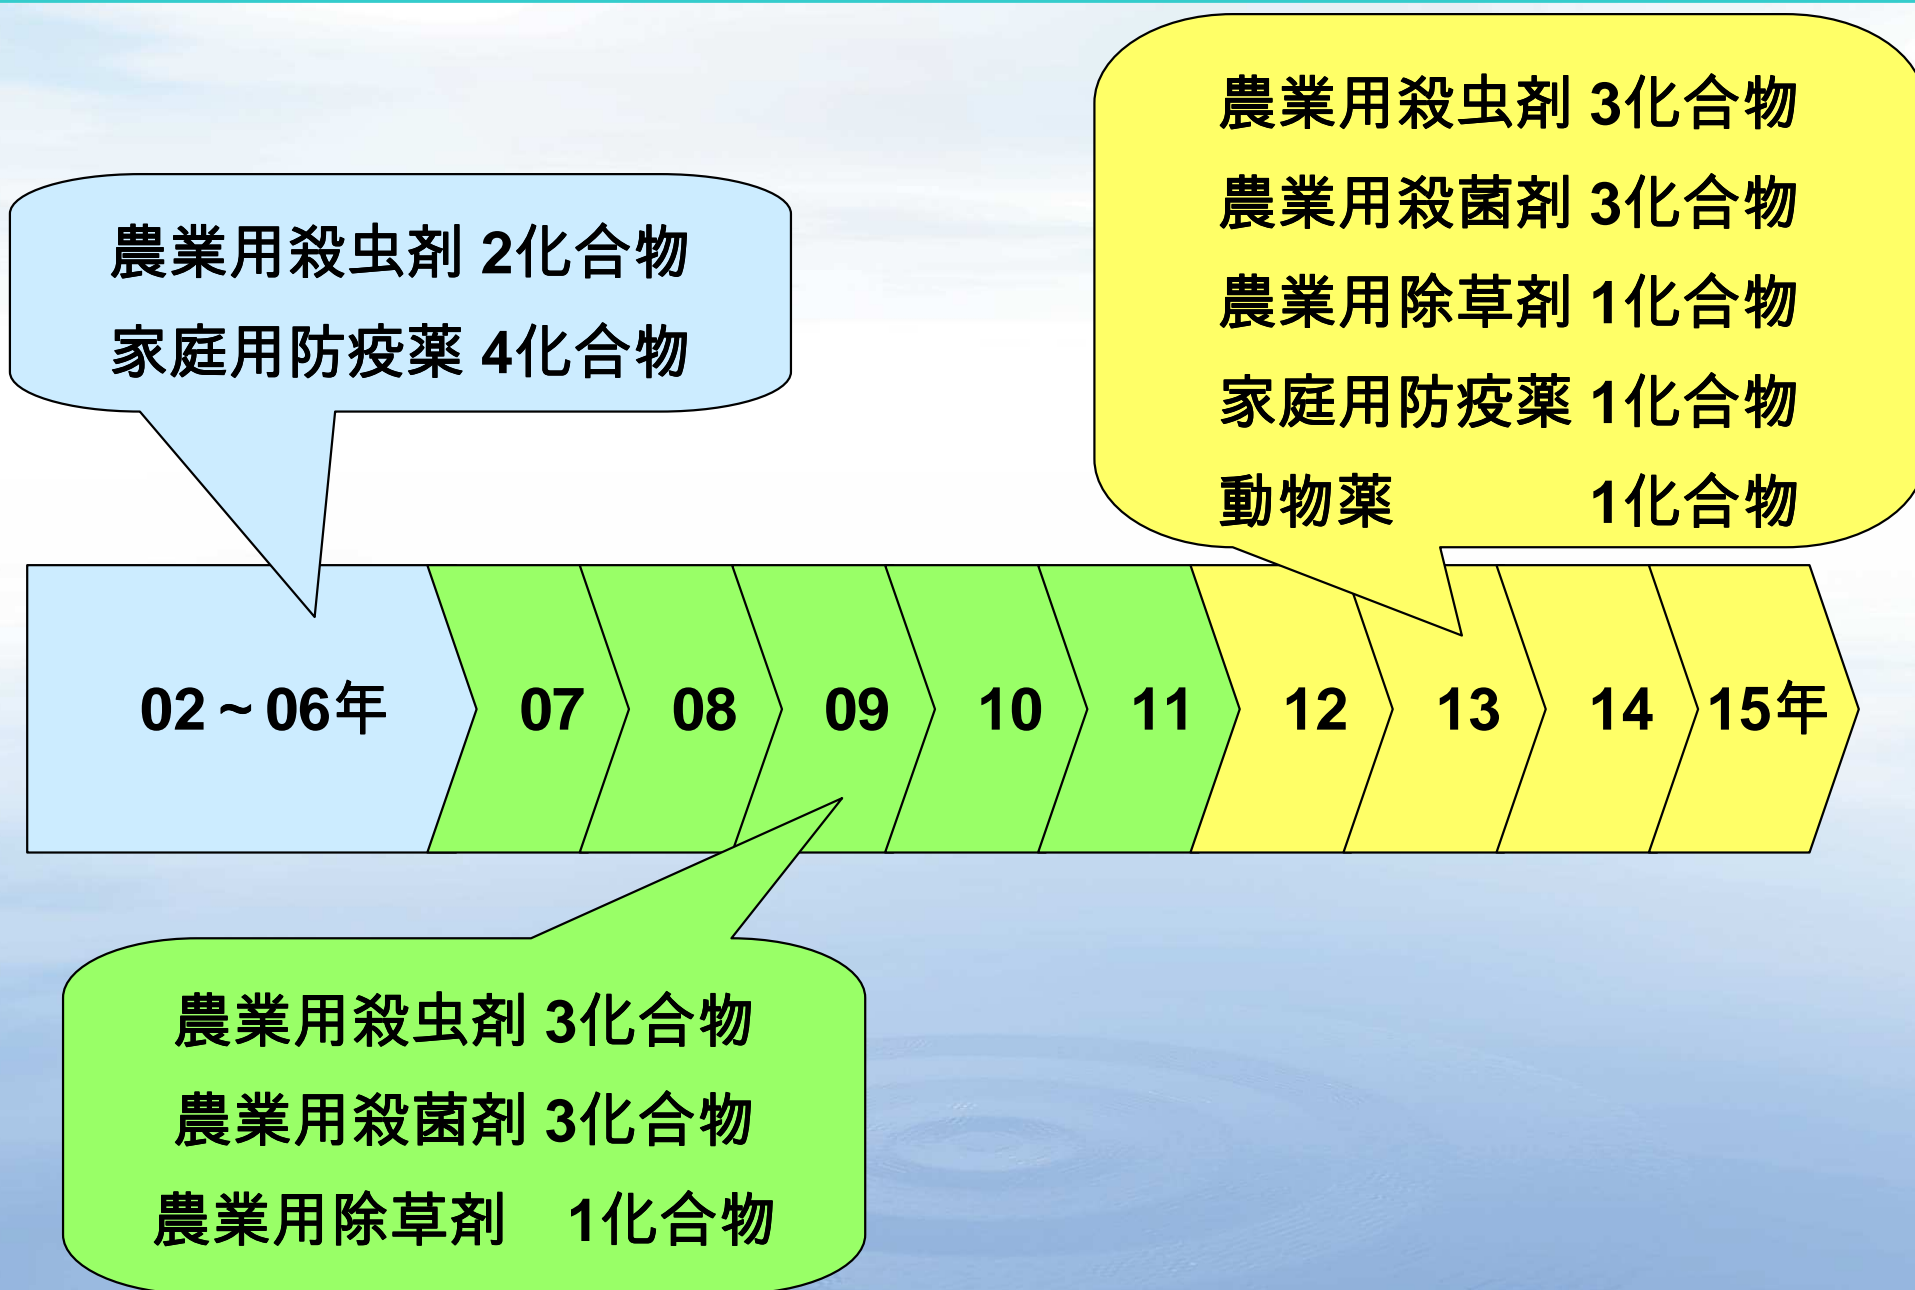 農業用殺虫剤 2化合物
家庭用防疫薬 4化合物
農業用殺虫剤 3化合物
農業用殺菌剤 3化合物
農業用除草剤 1化合物
家庭用防疫薬 1化合物
動物薬 1化合物
02～06年 07 08 09 10 11 12 13 14 15年
農業用殺虫剤 3化合物
農業用殺菌剤 3化合物
農業用除草剤 1化合物